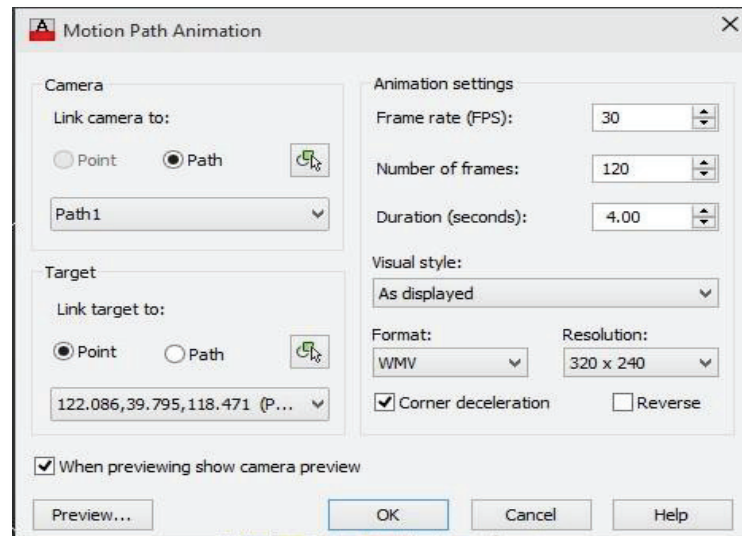 Motion Path Animation
Camera
Link camera to:
Point Path
Path1
Target
Link target to:
Point Path
122.086,39.795,118.471 (P...
Animation settings
Frame rate (FPS): 30
Number of frames: 120
Duration (seconds): 4.00
Visual style:
As displayed
Format: Resolution:
WMV 320 x 240
Corner deceleration Reverse
When previewing show camera preview
Preview... OK Cancel Help